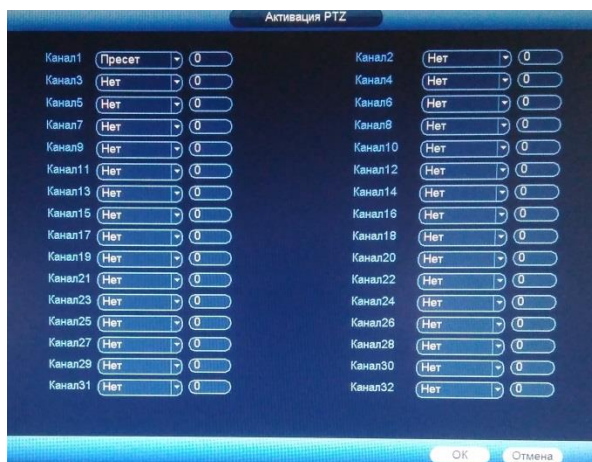 Активация PTZ
Канал1 Пресет 0 Канал2 Нет 0
Канал3 Нет 0 Канал4 Нет 0
Канал5 Нет 0 Канал6 Нет 0
Канал7 Нет 0 Канал8 Нет 0
Канал9 Нет 0 Канал10 Нет 0
Канал11 Нет 0 Канал12 Нет 0
Канал13 Нет 0 Канал14 Нет 0
Канал15 Нет 0 Канал16 Нет 0
Канал17 Нет 0 Канал18 Нет 0
Канал19 Нет 0 Канал20 Нет 0
Канал21 Нет 0 Канал22 Нет 0
Канал23 Нет 0 Канал24 Нет 0
Канал25 Нет 0 Канал26 Нет 0
Канал27 Нет 0 Канал28 Нет 0
Канал29 Нет 0 Канал30 Нет 0
Канал31 Нет 0 Канал32 Нет 0
OK Отмена